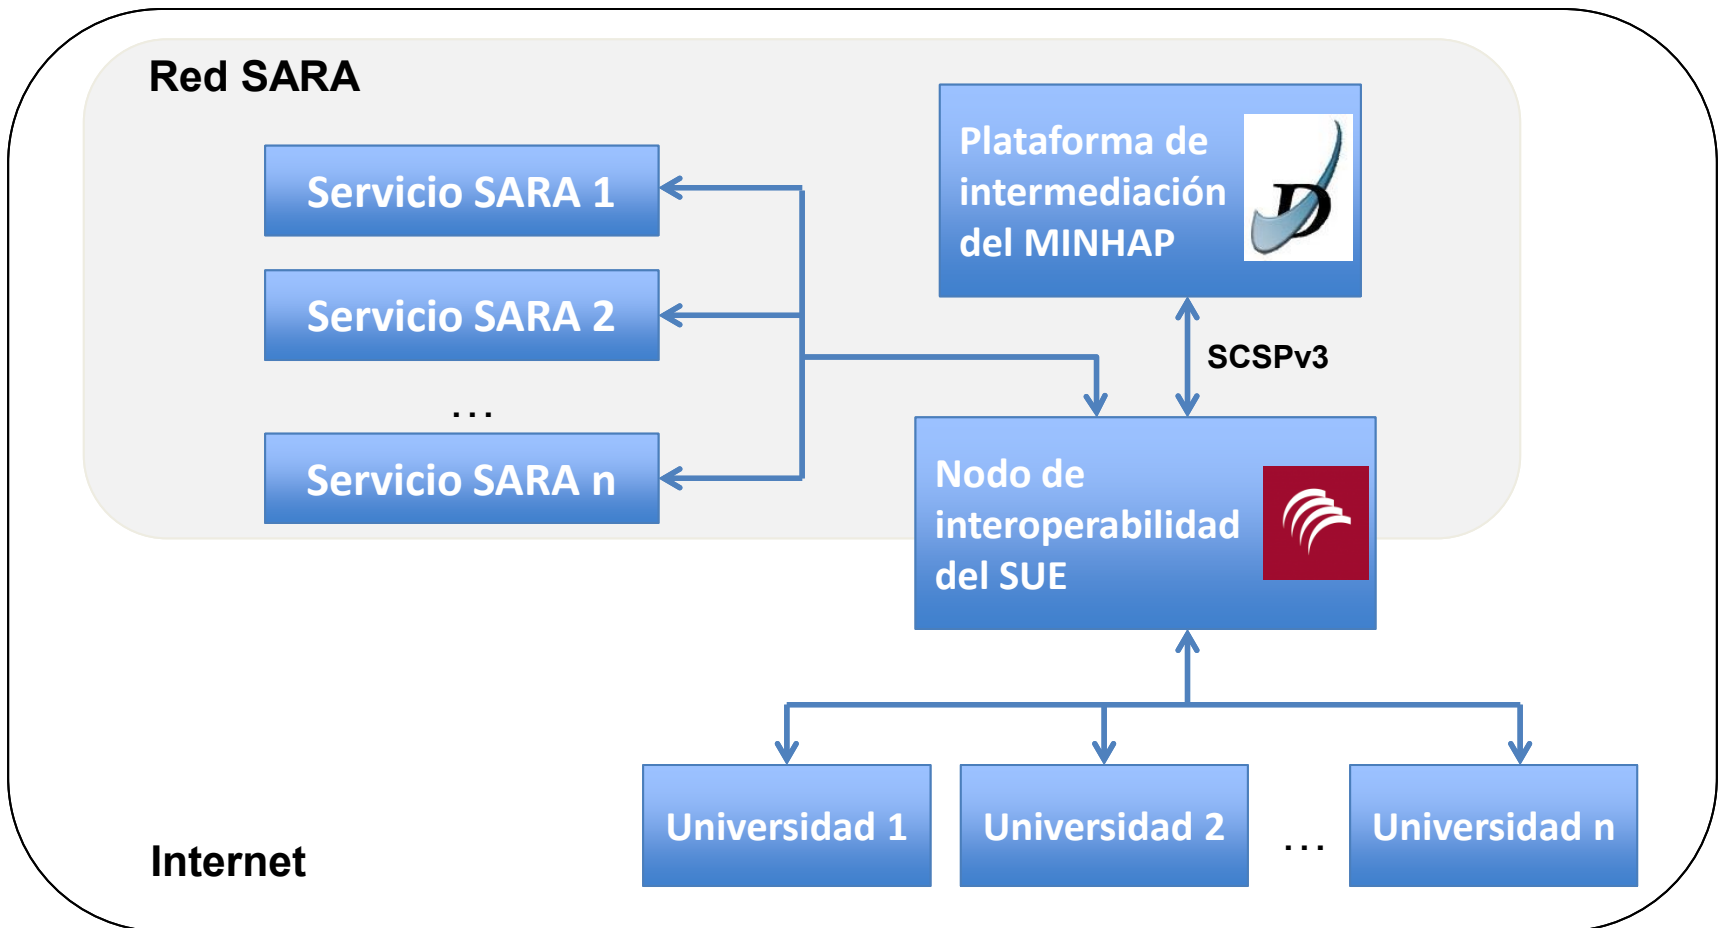 Red SARA
Servicio SARA 1
Servicio SARA 2
...
Servicio SARA n
Plataforma de
intermediación
del MINHAP
D
SCSPv3
Nodo de
interoperabilidad
del SUE
Universidad 1
Universidad 2
...
Universidad n
Internet